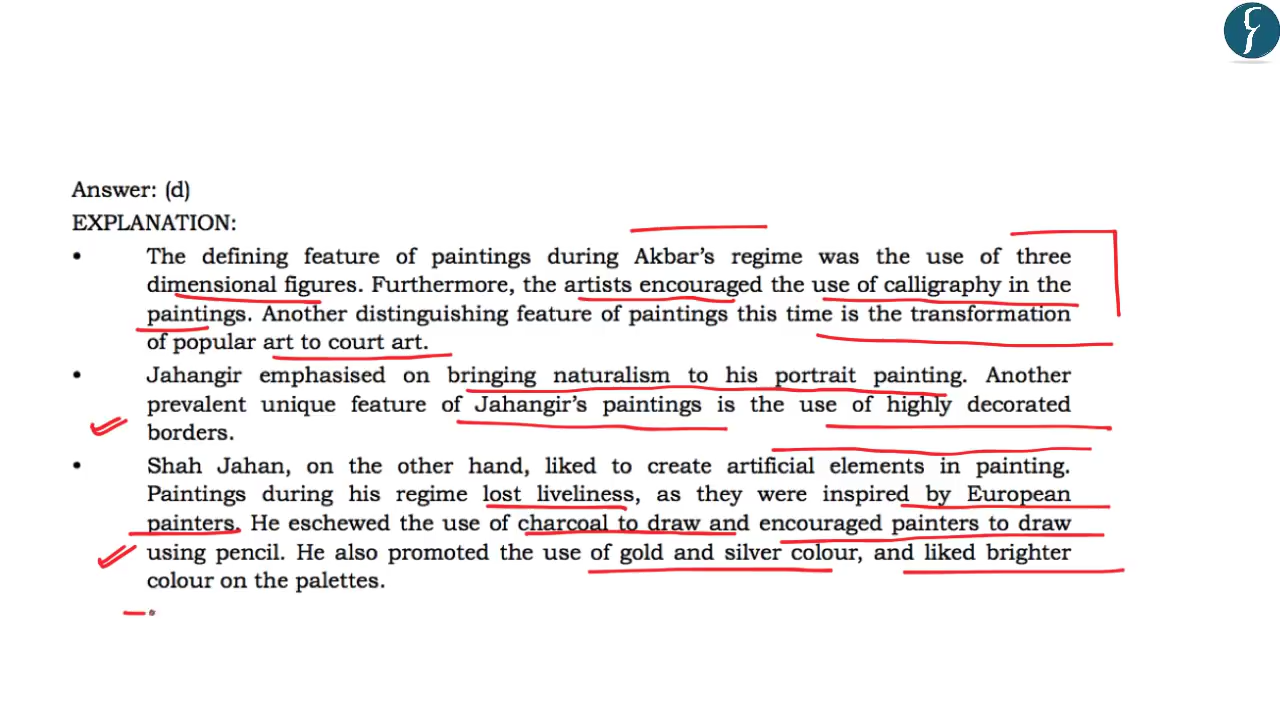 Answer: (d)
EXPLANATION:
• The defining feature of paintings during Akbar's regime was the use of three
dimensional figures. Furthermore, the artists encouraged the use of calligraphy in the
paintings. Another distinguishing feature of paintings this time is the transformation
of popular art to court art.
• Jahangir emphasised on bringing naturalism to his portrait painting. Another
prevalent unique feature of Jahangir's paintings is the use of highly decorated
borders.
• Shah Jahan, on the other hand, liked to create artificial elements in painting.
Paintings during his regime lost liveliness, as they were inspired by European
painters. He eschewed the use of charcoal to draw and encouraged painters to draw
using pencil. He also promoted the use of gold and silver colour, and liked brighter
colour on the palettes.